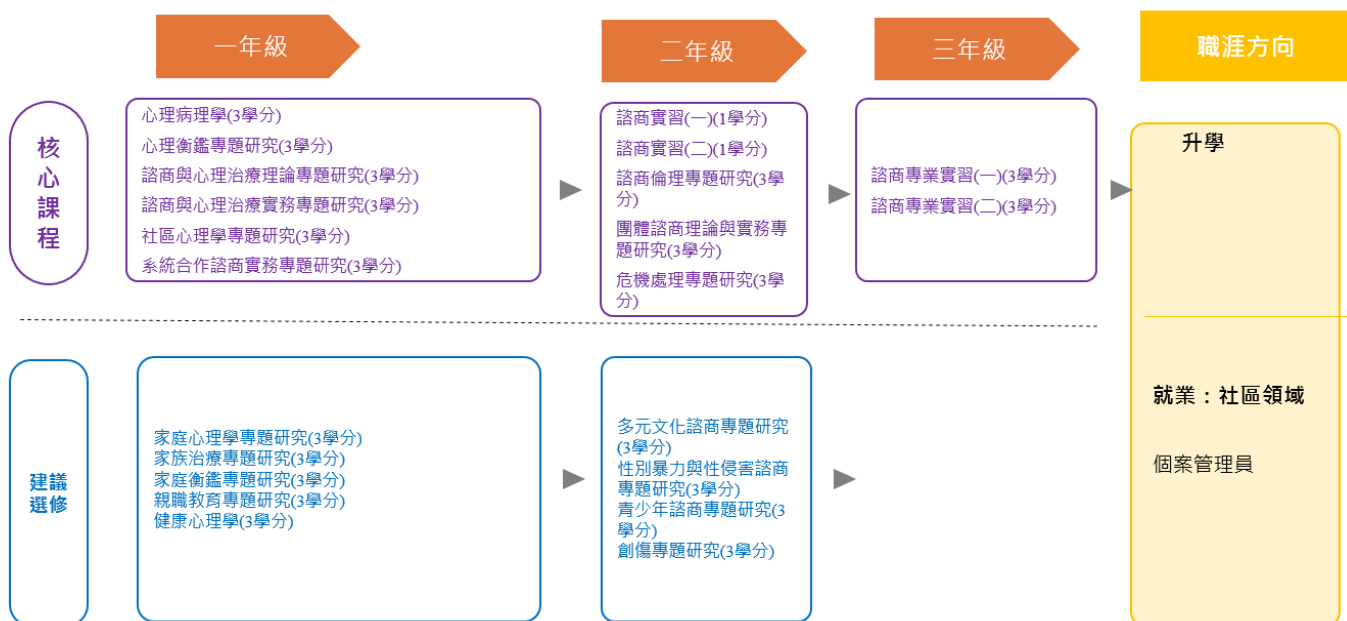 一年級
二年級
三年級
職涯方向
核
心
課
程
心理病理學(3學分)
心理衡鑑專題研究(3學分)
諮商與心理治療理論專題研究(3學分)
諮商與心理治療實務專題研究(3學分)
社區心理學專題研究(3學分)
系統合作諮商實務專題研究(3學分)
諮商實習(一)(1學分)
諮商實習(二)(1學分)
諮商倫理專題研究(3學
分)
團體諮商理論與實務專
題研究(3學分)
危機處理專題研究(3學
分)
諮商專業實習(一)(3學分)
諮商專業實習(二)(3學分)
升學
建議
選修
家庭心理學專題研究(3學分)
家族治療專題研究(3學分)
家庭衡鑑專題研究(3學分)
親職教育專題研究(3學分)
健康心理學(3學分)
多元文化諮商專題研究
(3學分)
性別暴力與性侵害諮商
專題研究(3學分)
青少年諮商專題研究(3
學分)
創傷專題研究(3學分)
就業：社區領域
個案管理員